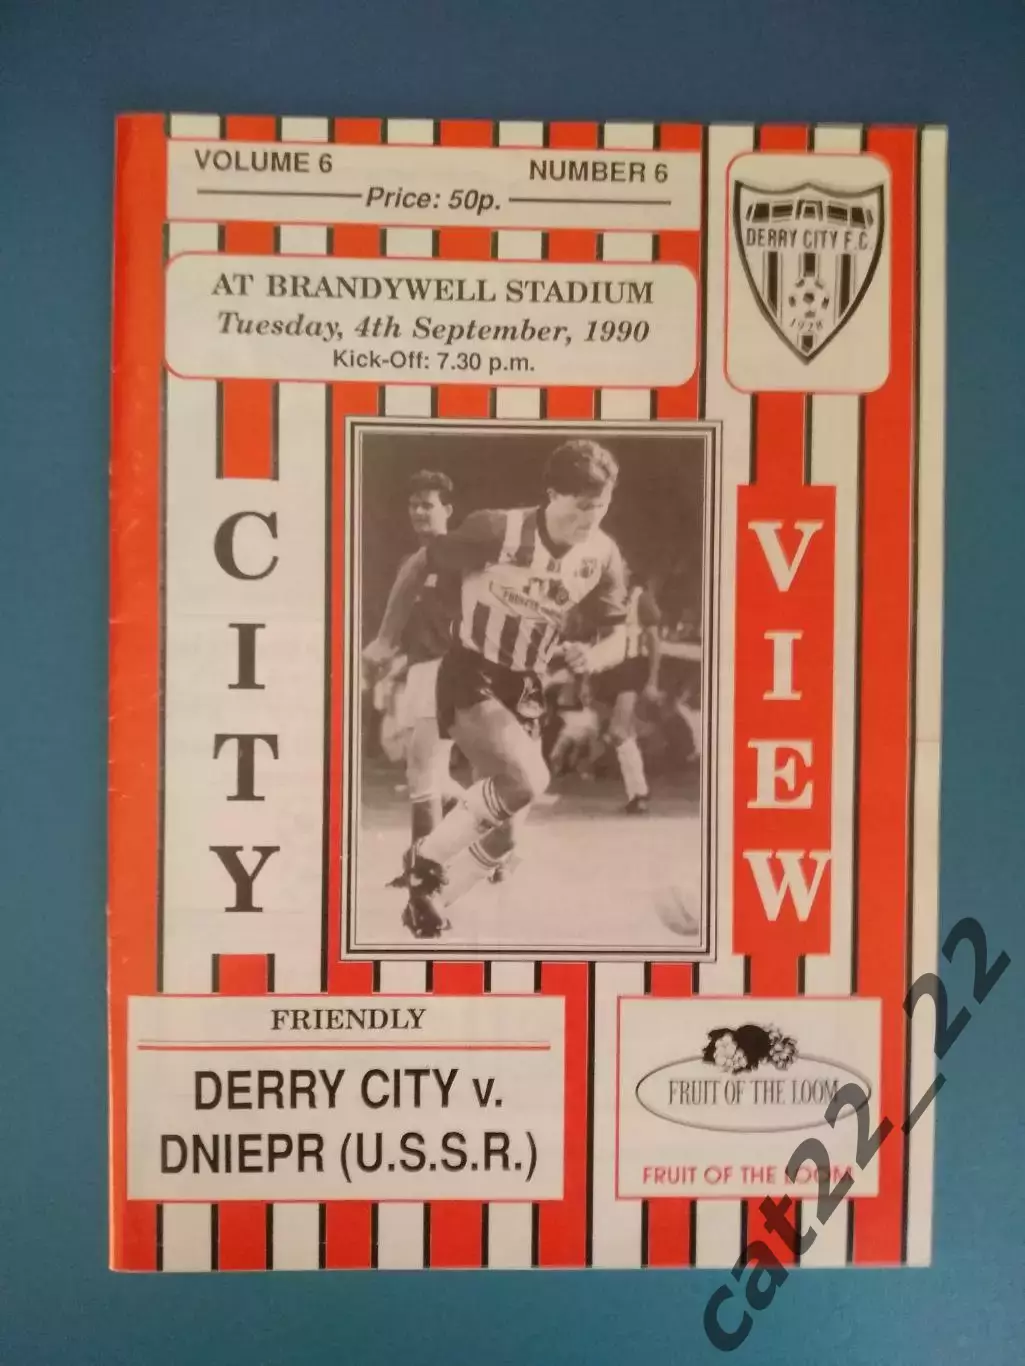 VOLUME 6
NUMBER 6
Price: 50p.
DERRY CITY F.C.
1928
AT BRANDYWELL STADIUM
Tuesday, 4th September, 1990
Kick-Off: 7.30 p.m.
CITY
VIEW
FRIENDLY
DERRY CITY v.
DNIEPR (U.S.S.R.)
FRUIT OF THE LOOM
FRUIT OF THE LOOM
cat22_22